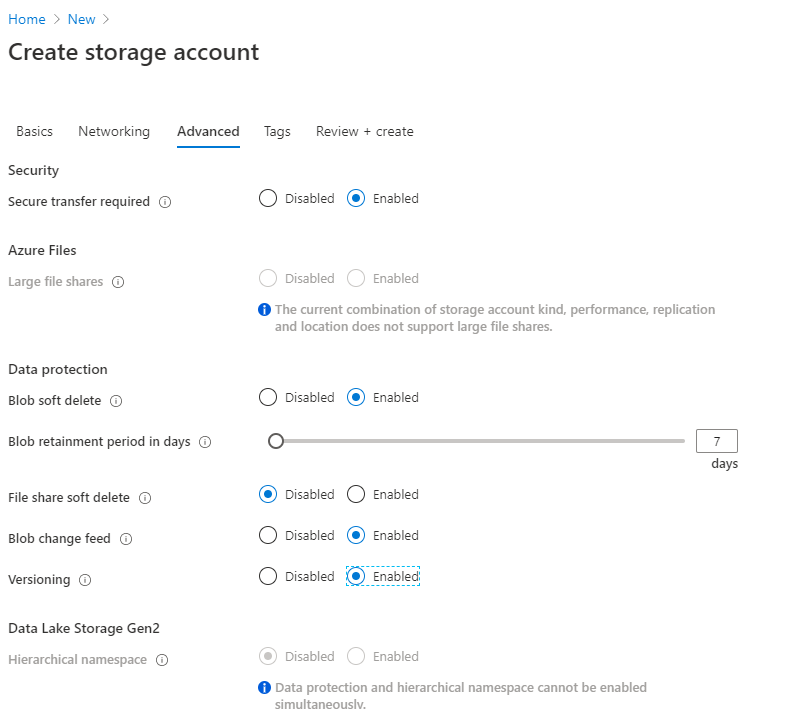 Home > New >
Create storage account
Basics Networking Advanced Tags Review + create
Security
Secure transfer required Disabled Enabled
Azure Files
Large file shares Disabled Enabled
The current combination of storage account kind, performance, replication
and location does not support large file shares.
Data protection
Blob soft delete Disabled Enabled
Blob retainment period in days 7
days
File share soft delete Disabled Enabled
Blob change feed Disabled Enabled
Versioning Disabled Enabled
Data Lake Storage Gen2
Hierarchical namespace Disabled Enabled
Data protection and hierarchical namespace cannot be enabled
simultaneously.